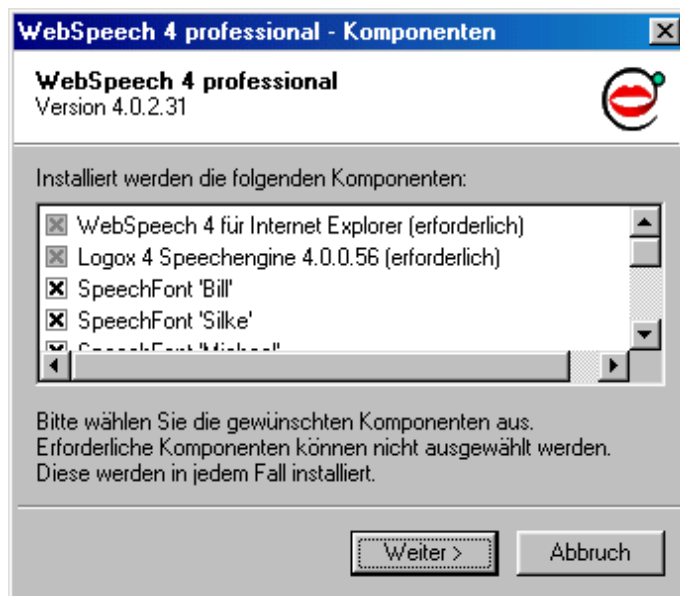 WebSpeech 4 professional - Komponenten
WebSpeech 4 professional
Version 4.0.2.31
Installiert werden die folgenden Komponenten:
WebSpeech 4 für Internet Explorer (erforderlich)
Logox 4 Speechengine 4.0.0.56 (erforderlich)
SpeechFont 'Bill'
SpeechFont 'Silke'
SpeechFont 'Michael'
Bitte wählen Sie die gewünschten Komponenten aus.
Erforderliche Komponenten können nicht ausgewählt werden.
Diese werden in jedem Fall installiert.
Weiter >
Abbruch